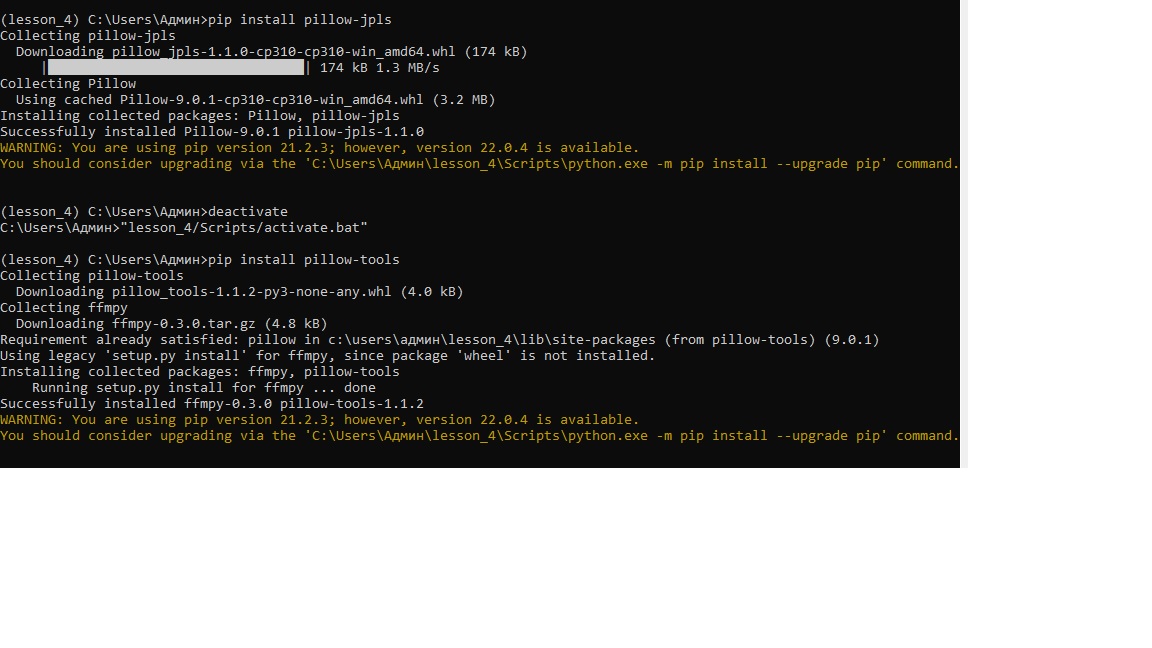 (lesson_4) C:\Users\Админ>pip install pillow-jpls
Collecting pillow-jpls
  Downloading pillow_jpls-1.1.0-cp310-cp310-win_amd64.whl (174 kB)
     |████████████████████████████████| 174 kB 1.3 MB/s
Collecting Pillow
  Using cached Pillow-9.0.1-cp310-cp310-win_amd64.whl (3.2 MB)
Installing collected packages: Pillow, pillow-jpls
Successfully installed Pillow-9.0.1 pillow-jpls-1.1.0
WARNING: You are using pip version 21.2.3; however, version 22.0.4 is available.
You should consider upgrading via the 'C:\Users\Админ\lesson_4\Scripts\python.exe -m pip install --upgrade pip' command.
(lesson_4) C:\Users\Админ>deactivate
C:\Users\Админ>"lesson_4/Scripts/activate.bat"
(lesson_4) C:\Users\Админ>pip install pillow-tools
Collecting pillow-tools
  Downloading pillow_tools-1.1.2-py3-none-any.whl (4.0 kB)
Collecting ffmpy
  Downloading ffmpy-0.3.0.tar.gz (4.8 kB)
Requirement already satisfied: pillow in c:\users\админ\lesson_4\lib\site-packages (from pillow-tools) (9.0.1)
Using legacy 'setup.py install' for ffmpy, since package 'wheel' is not installed.
Installing collected packages: ffmpy, pillow-tools
    Running setup.py install for ffmpy ... done
Successfully installed ffmpy-0.3.0 pillow-tools-1.1.2
WARNING: You are using pip version 21.2.3; however, version 22.0.4 is available.
You should consider upgrading via the 'C:\Users\Админ\lesson_4\Scripts\python.exe -m pip install --upgrade pip' command.